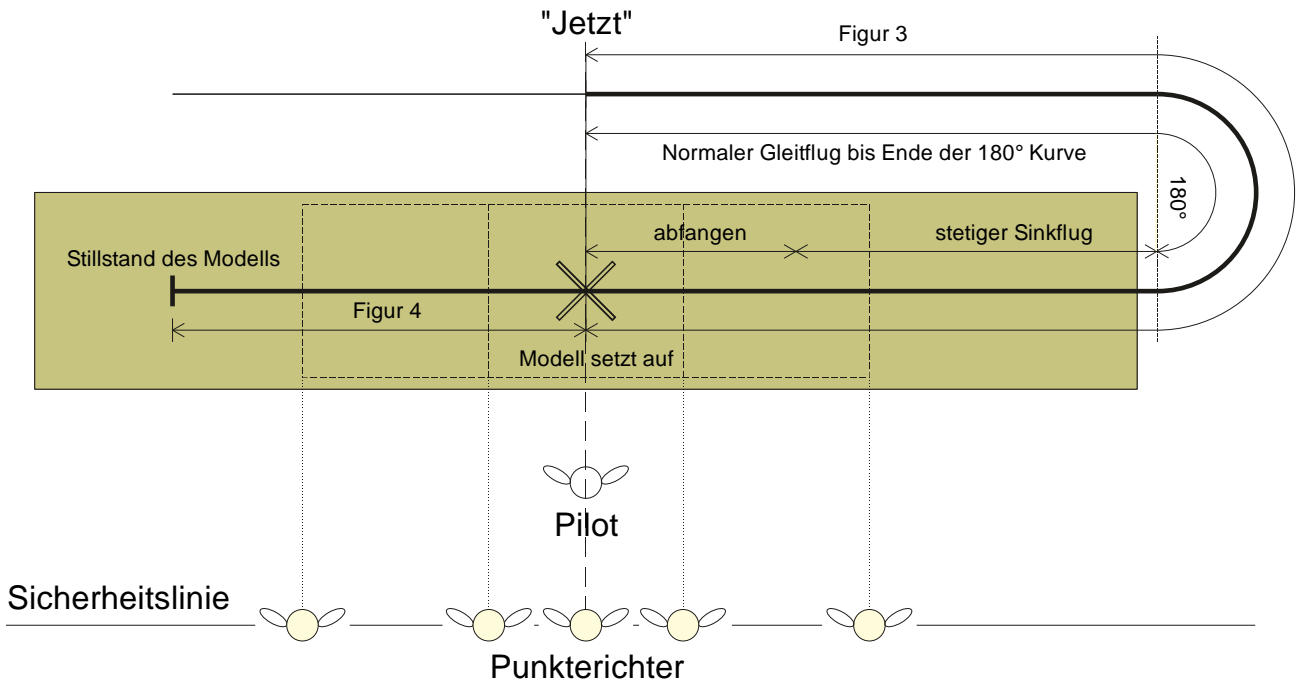 "Jetzt"
Figur 3
Normaler Gleitflug bis Ende der 180° Kurve
180°
abfangen
stetiger Sinkflug
Stillstand des Modells
Figur 4
Modell setzt auf
Pilot
Sicherheitslinie
Punkterichter